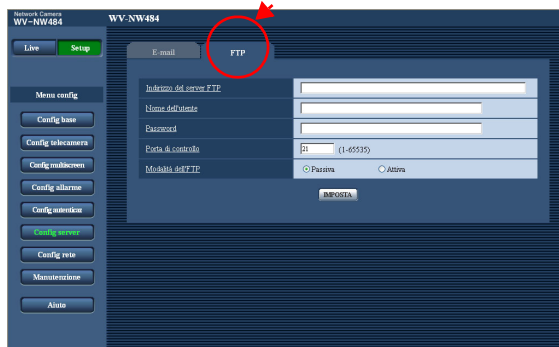 Network Camera
WV-NW484
WV-NW484
Live
Setup
E-mail
FTP
Menu config
Config base
Config telecamera
Config multiscreen
Config allarme
Config autenticaz
Config server
Config rete
Manutenzione
Aiuto
Indirizzo del server FTP
Nome dell'utente
Password
Porta di controllo
21
(1-65535)
Modalità dell'FTP
Passiva
Attiva
IMPOSTA